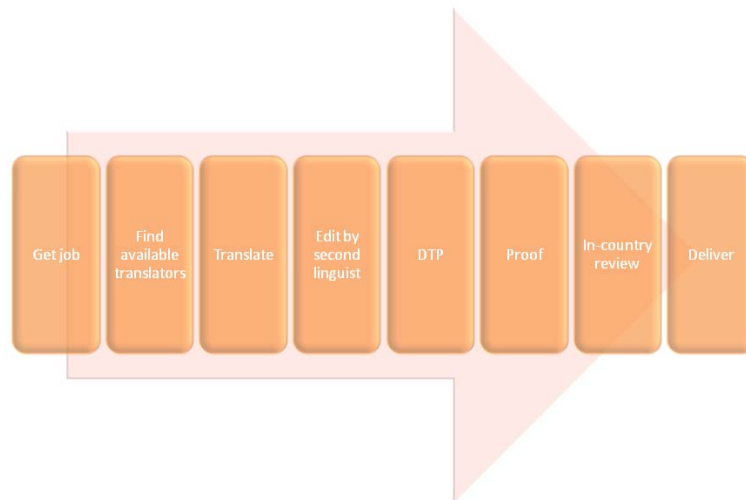 Get job
Find
available
translators
Translate
Edit by
second
linguist
DTP
Proof
In-country
review
Deliver